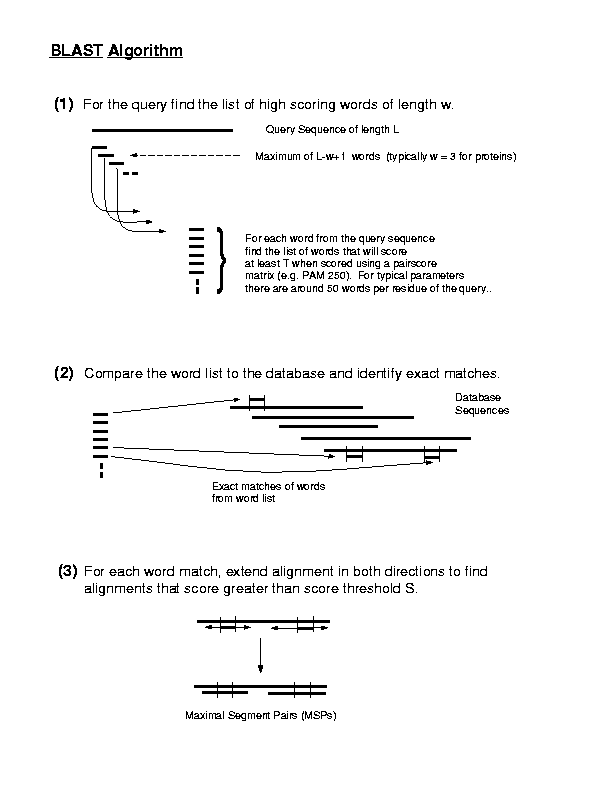 BLAST Algorithm
(1) For the query find the list of high scoring words of length w.
Query Sequence of length L
Maximum of L-w+1 words (typically w = 3 for proteins)
For each word from the query sequence
find the list of words that will score
at least T when scored using a pairscore
matrix (e.g. PAM 250). For typical parameters
there are around 50 words per residue of the query..
(2) Compare the word list to the database and identify exact matches.
Database
Sequences
Exact matches of words
from word list
(3) For each word match, extend alignment in both directions to find
alignments that score greater than score threshold S.
Maximal Segment Pairs (MSPs)